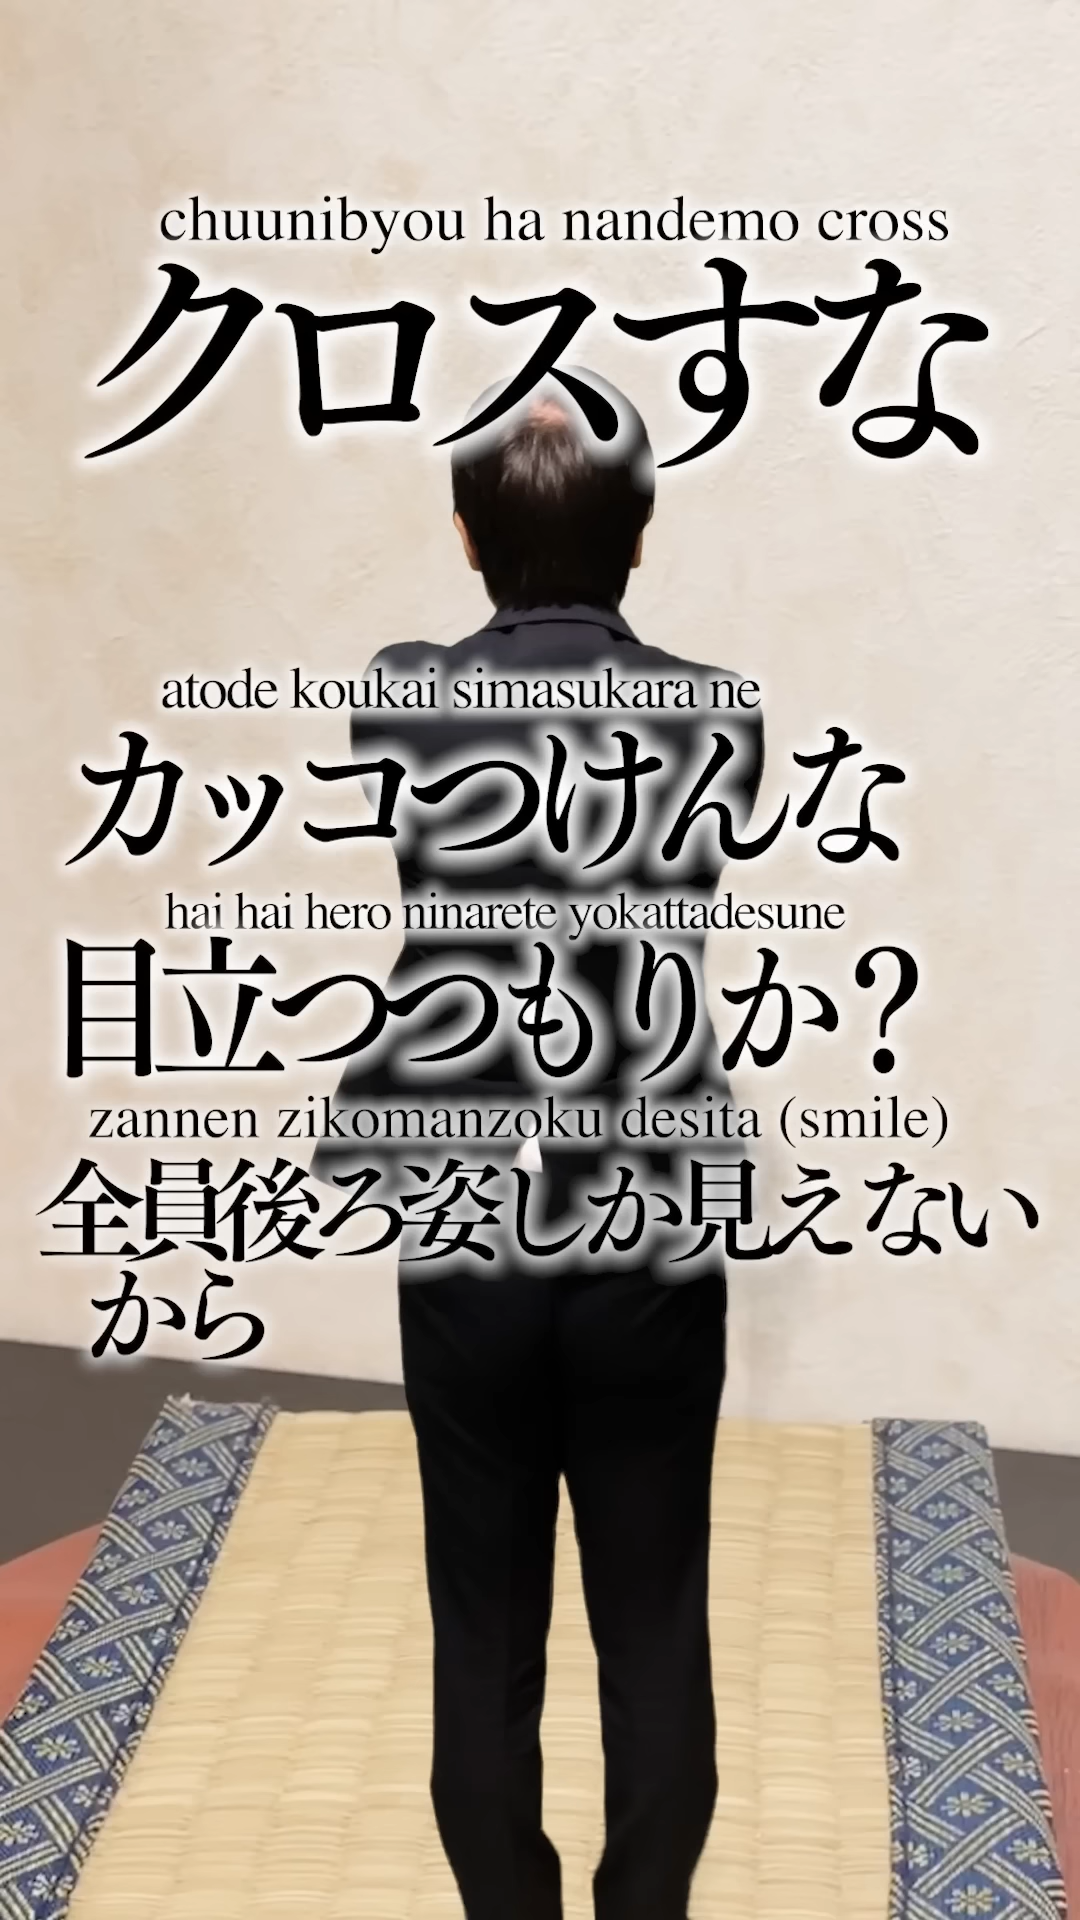 chuunibyou ha nandemo cross
クロスすな
atode koukai simasukara ne
カッコつけんな
hai hai hero ninarete yokattadesune
目立つつもりか?
zannen zikomanzoku desita (smile)
全員後ろ姿しか見えない
から